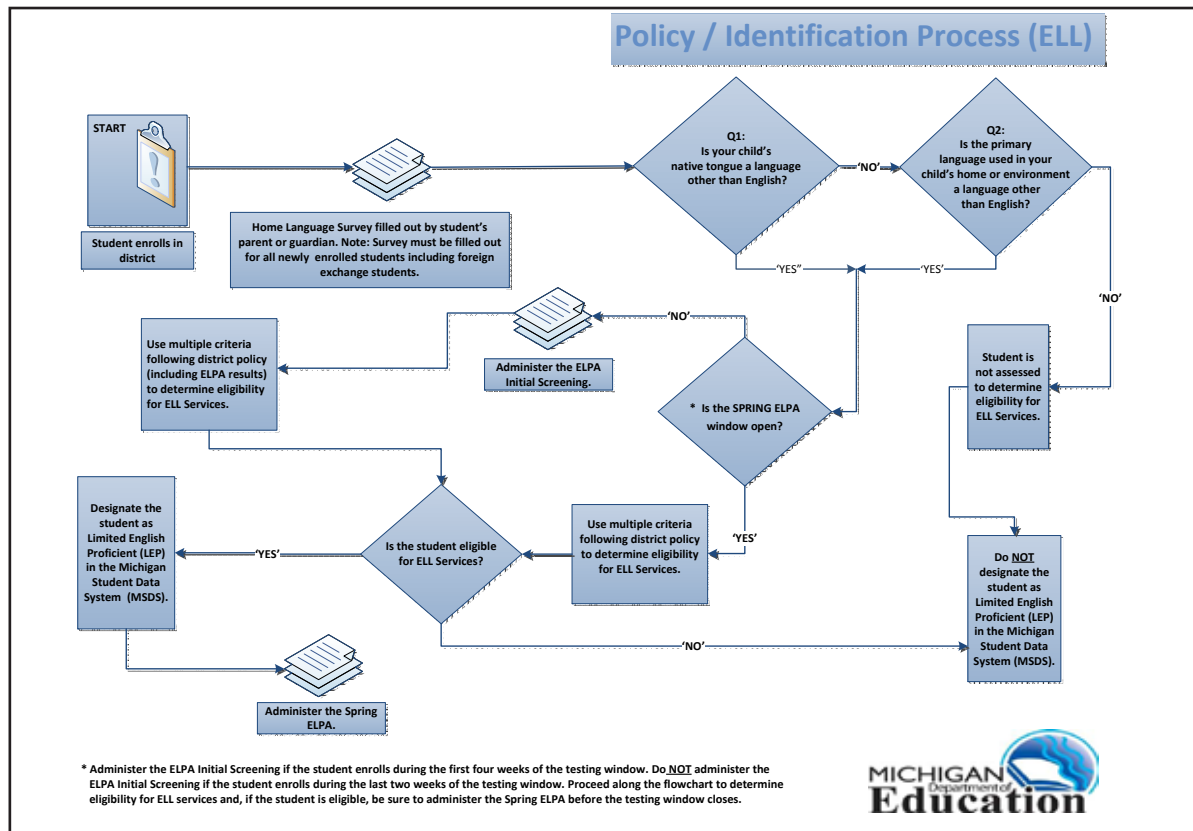 Policy / Identification Process (ELL)
START
Student enrolls in
district
Home Language Survey filled out by student’s
parent or guardian. Note: Survey must be filled out
for all newly enrolled students including foreign
exchange students.
Q1:
Is your child’s
native tongue a language
other than English?
‘NO’
Q2:
Is the primary
language used in your
child’s home or environment
a language other
than English?
‘YES”
‘YES’
‘NO’
Use multiple criteria
following district policy
(including ELPA results)
to determine eligibility
for ELL Services.
Administer the ELPA
Initial Screening.
‘NO’
* Is the SPRING ELPA
window open?
Student is
not assessed
to determine
eligibility for
ELL Services.
Designate the
student as
Limited English
Proficient (LEP)
in the Michigan
Student Data
System (MSDS).
‘YES’
Is the student eligible
for ELL Services?
Use multiple criteria
following district policy
to determine eligibility
for ELL Services.
‘YES’
Do NOT
designate the
student as
Limited English
Proficient (LEP)
in the Michigan
Student Data
System (MSDS).
‘NO’
Administer the Spring
ELPA.
* Administer the ELPA Initial Screening if the student enrolls during the first four weeks of the testing window. Do NOT administer the
ELPA Initial Screening if the student enrolls during the last two weeks of the testing window. Proceed along the flowchart to determine
eligibility for ELL services and, if the student is eligible, be sure to administer the Spring ELPA before the testing window closes.
MICHIGAN
Department of
Education